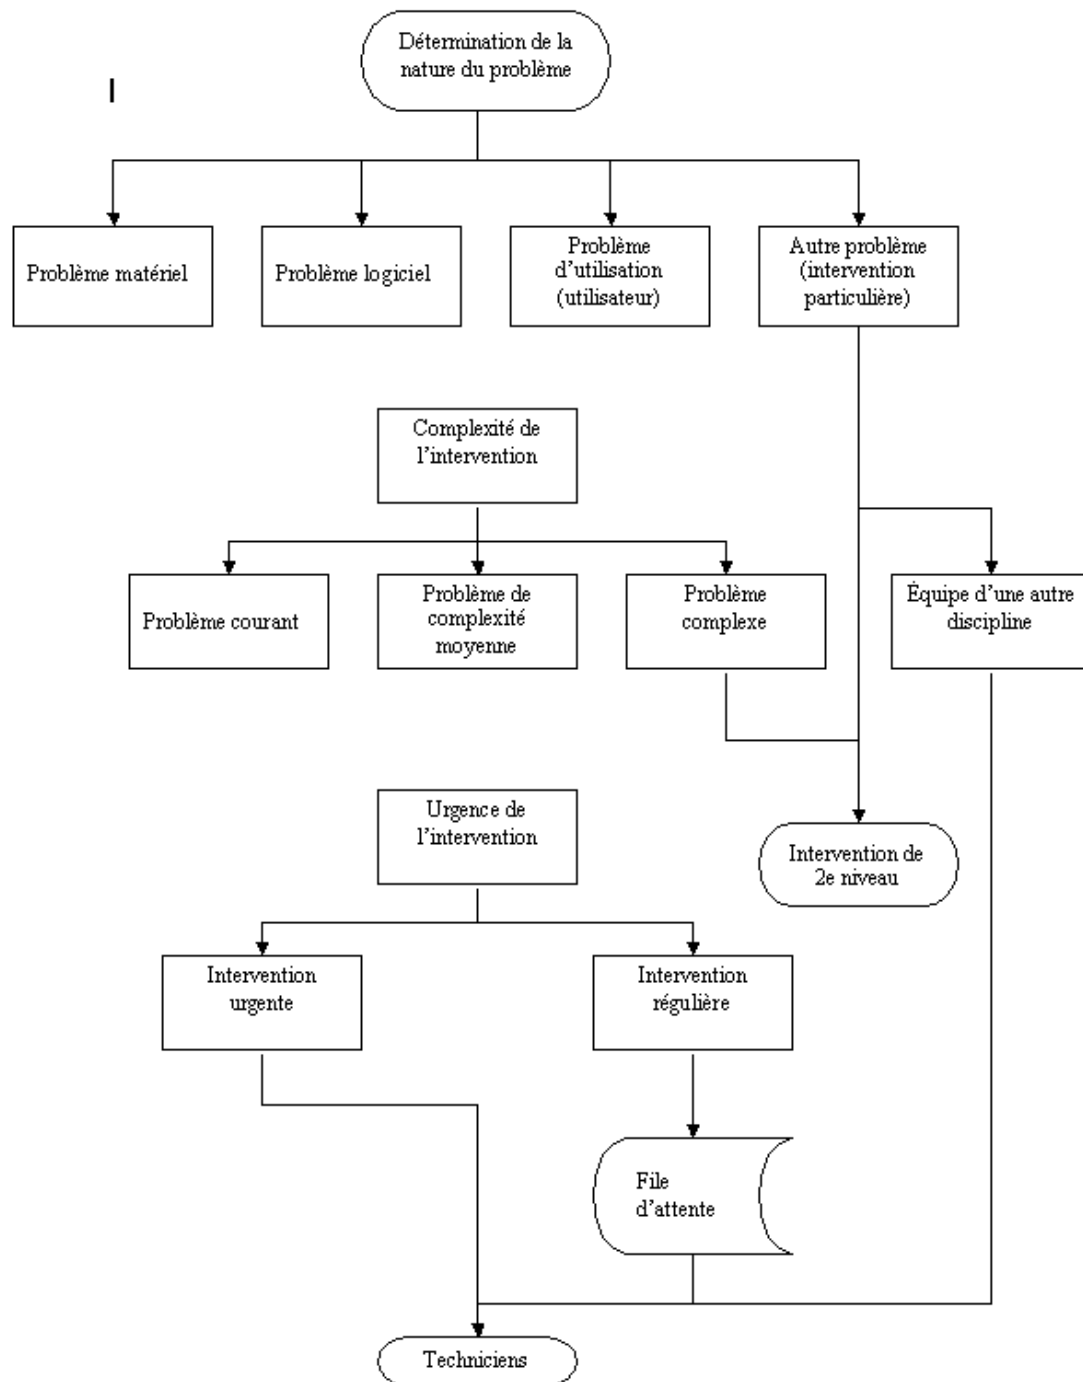 Détermination de la
nature du problème
I
Problème matériel
Problème logiciel
Problème
d'utilisation
(utilisateur)
Autre problème
(intervention
particulière)
Complexité de
l'intervention
Problème courant
Problème de
complexité
moyenne
Problème
complexe
Équipe d'une autre
discipline
Urgence de
l'intervention
Intervention de
2e niveau
Intervention
urgente
Intervention
régulière
File
d'attente
Techniciens